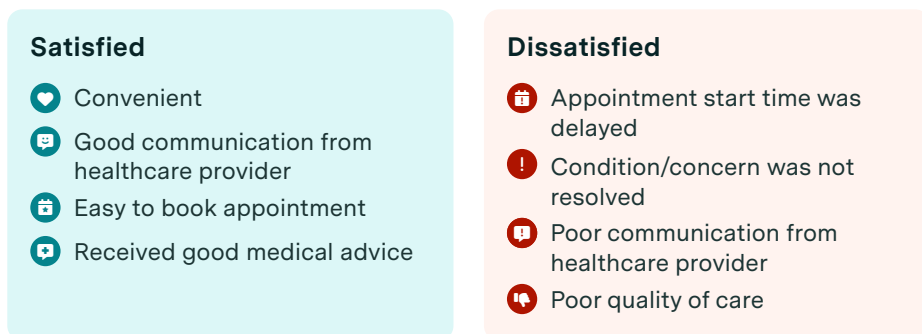 Satisfied
Convenient
Good communication from
healthcare provider
Easy to book appointment
Received good medical advice
Dissatisfied
Appointment start time was
delayed
Condition/concern was not
resolved
Poor communication from
healthcare provider
Poor quality of care